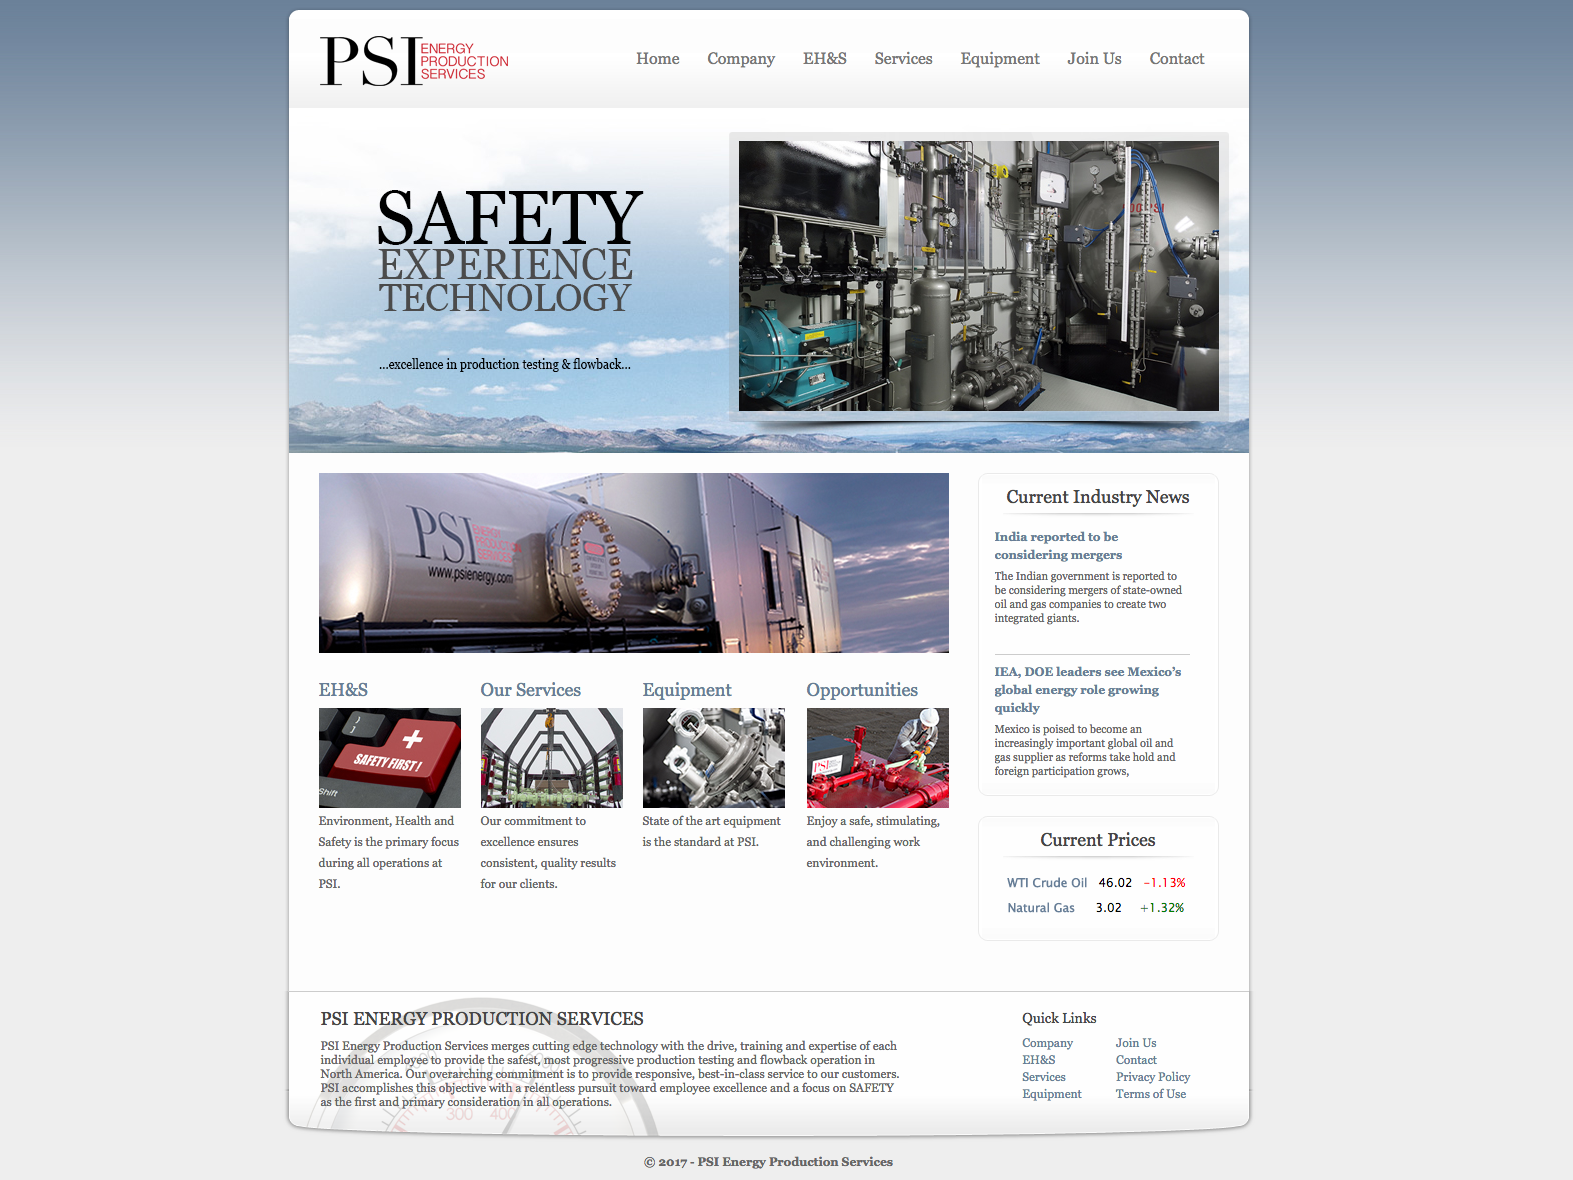 PSI ENERGY
PRODUCTION
SERVICES
Home Company EH&S Services Equipment Join Us Contact
SAFETY
EXPERIENCE
TECHNOLOGY
...excellence in production testing & flowback...
PSI
PSI ENERGY
PRODUCTION
SERVICES
www.psienergy.com
PSI
Current Industry News
India reported to be
considering mergers
The Indian government is reported to
be considering mergers of state-owned
oil and gas companies to create two
integrated giants.
IEA, DOE leaders see Mexico's
global energy role growing
quickly
Mexico is poised to become an
increasingly important global oil and
gas supplier as reforms take hold and
foreign participation grows,
EH&S Our Services Equipment Opportunities
SAFETY FIRST!
Shift
PSI
Environment, Health and
Safety is the primary focus
during all operations at
PSI.
Our commitment to
excellence ensures
consistent, quality results
for our clients.
State of the art equipment
is the standard at PSI.
Enjoy a safe, stimulating,
and challenging work
environment.
Current Prices
WTI Crude Oil 46.02 -1.13%
Natural Gas 3.02 +1.32%
PSI ENERGY PRODUCTION SERVICES
PSI Energy Production Services merges cutting edge technology with the drive, training and expertise of each
individual employee to provide the safest, most progressive production testing and flowback operation in
North America. Our overarching commitment is to provide responsive, best-in-class service to our customers.
PSI accomplishes this objective with a relentless pursuit toward employee excellence and a focus on SAFETY
as the first and primary consideration in all operations.
300 400
Quick Links
Company Join Us
EH&S Contact
Services Privacy Policy
Equipment Terms of Use
© 2017 - PSI Energy Production Services